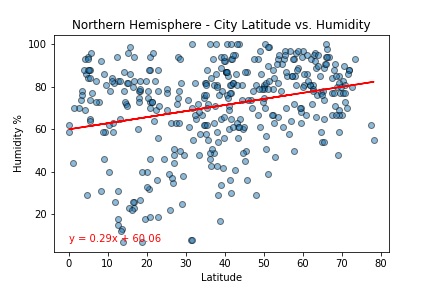 Northern Hemisphere - City Latitude vs. Humidity
Humidity %
100
80
60
40
20
y = 0.29x + 60.06
0 10 20 30 40 50 60 70 80
Latitude